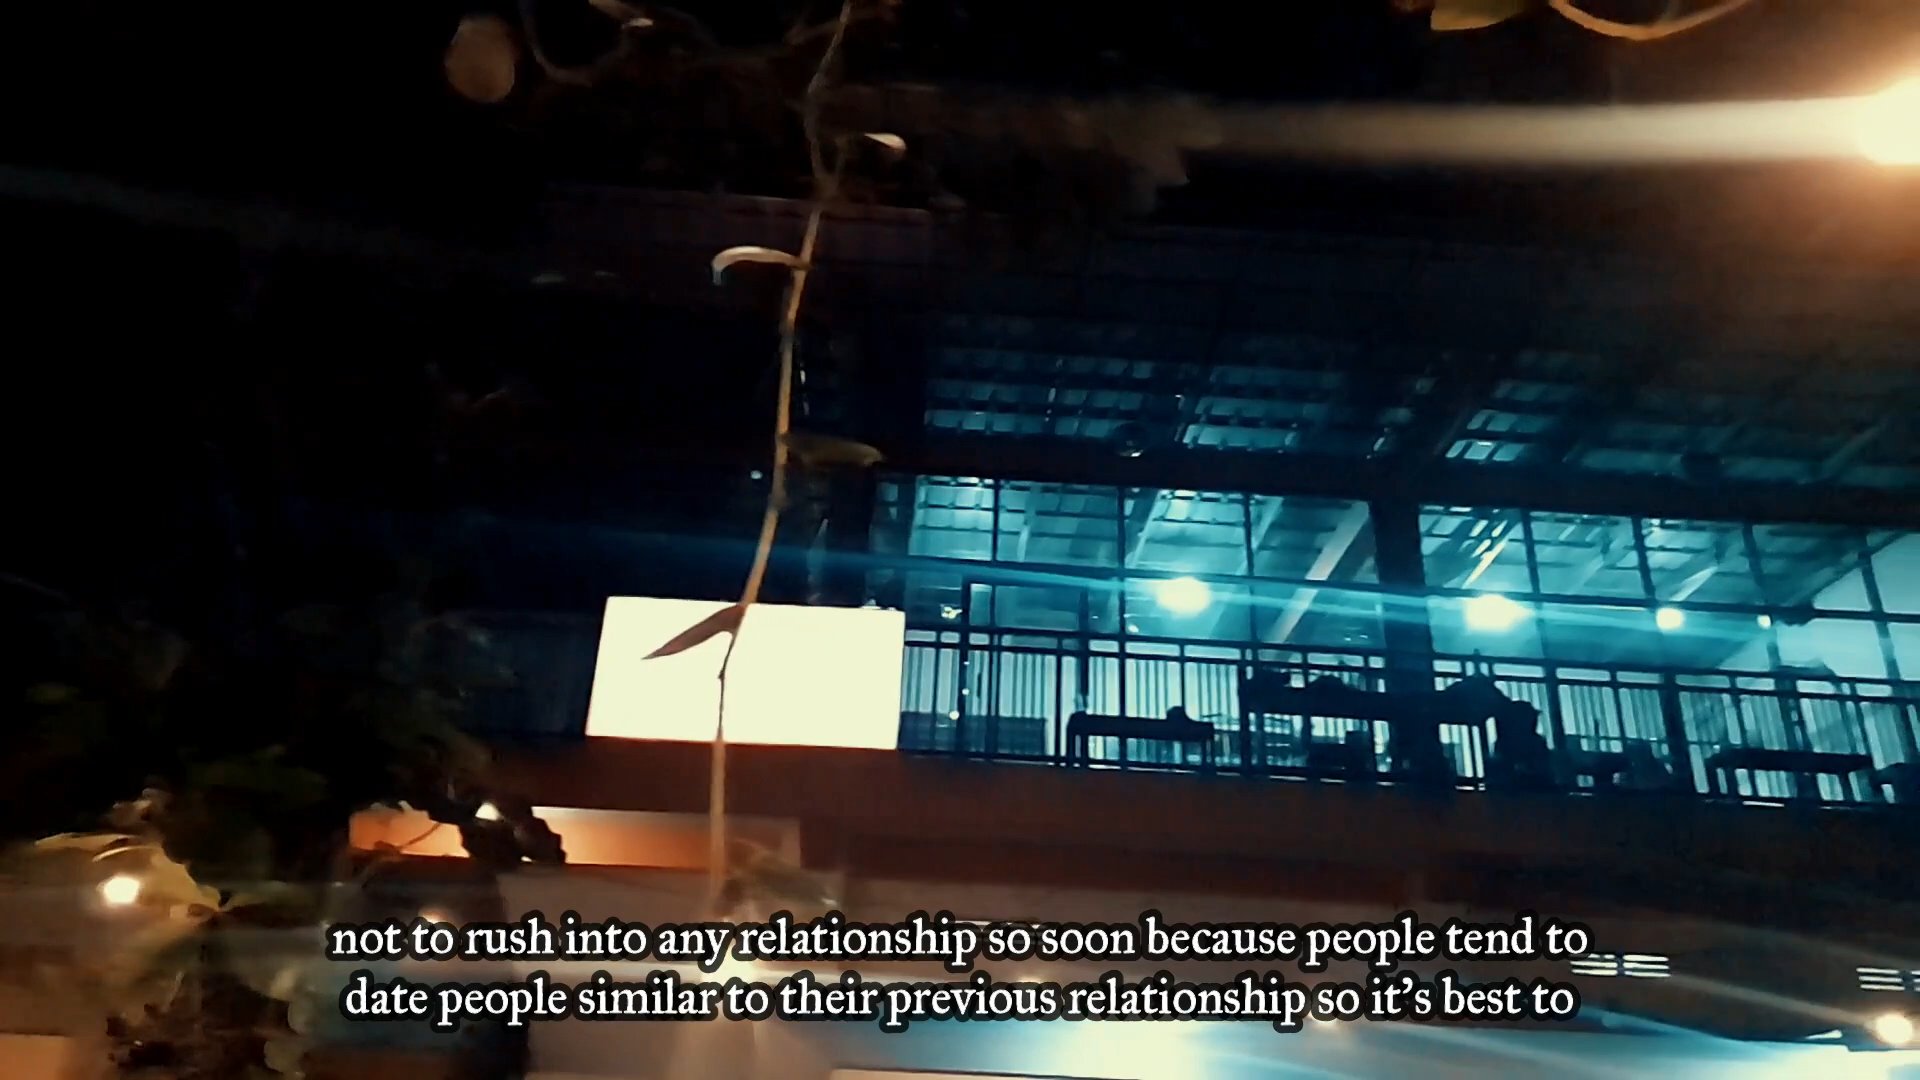 not to rush into any relationship so soon because people tend to
date people similar to their previous relationship so it's best to